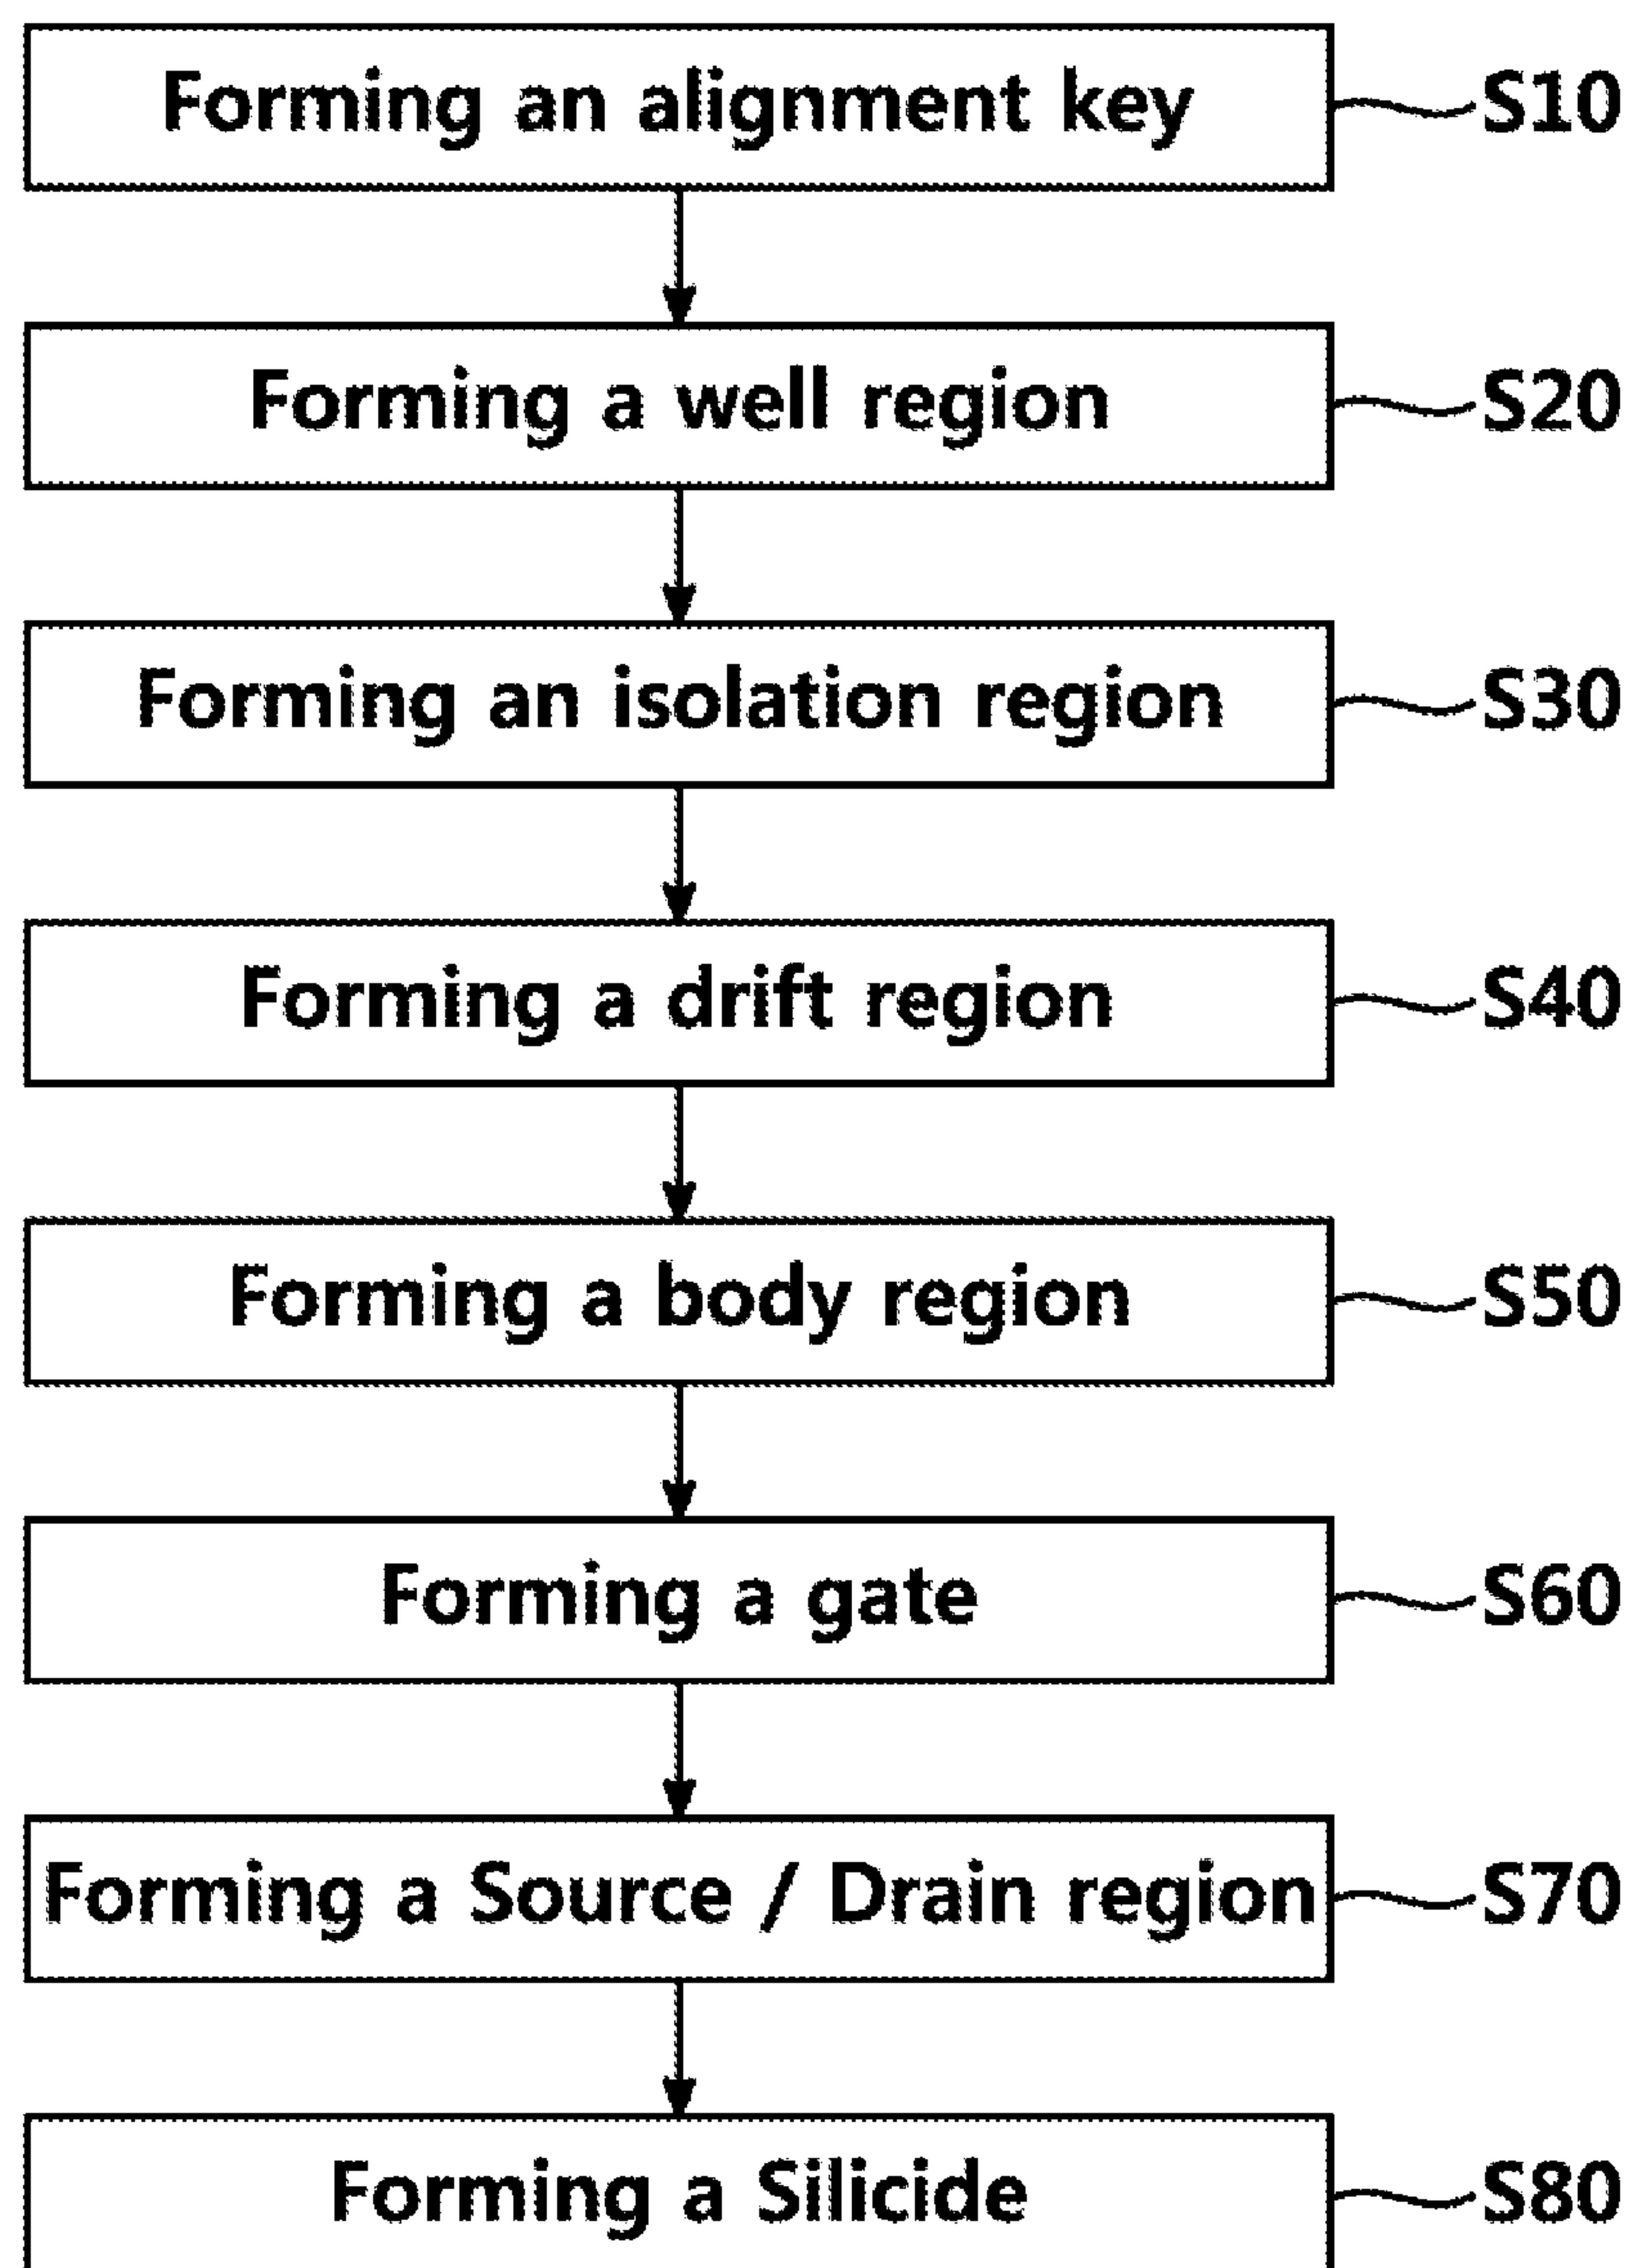 Forming an alignment key S10
Forming a well region S20
Forming an isolation region S30
Forming a drift region S40
Forming a body region S50
Forming a gate S60
Forming a Source / Drain region S70
Forming a Silicide S80